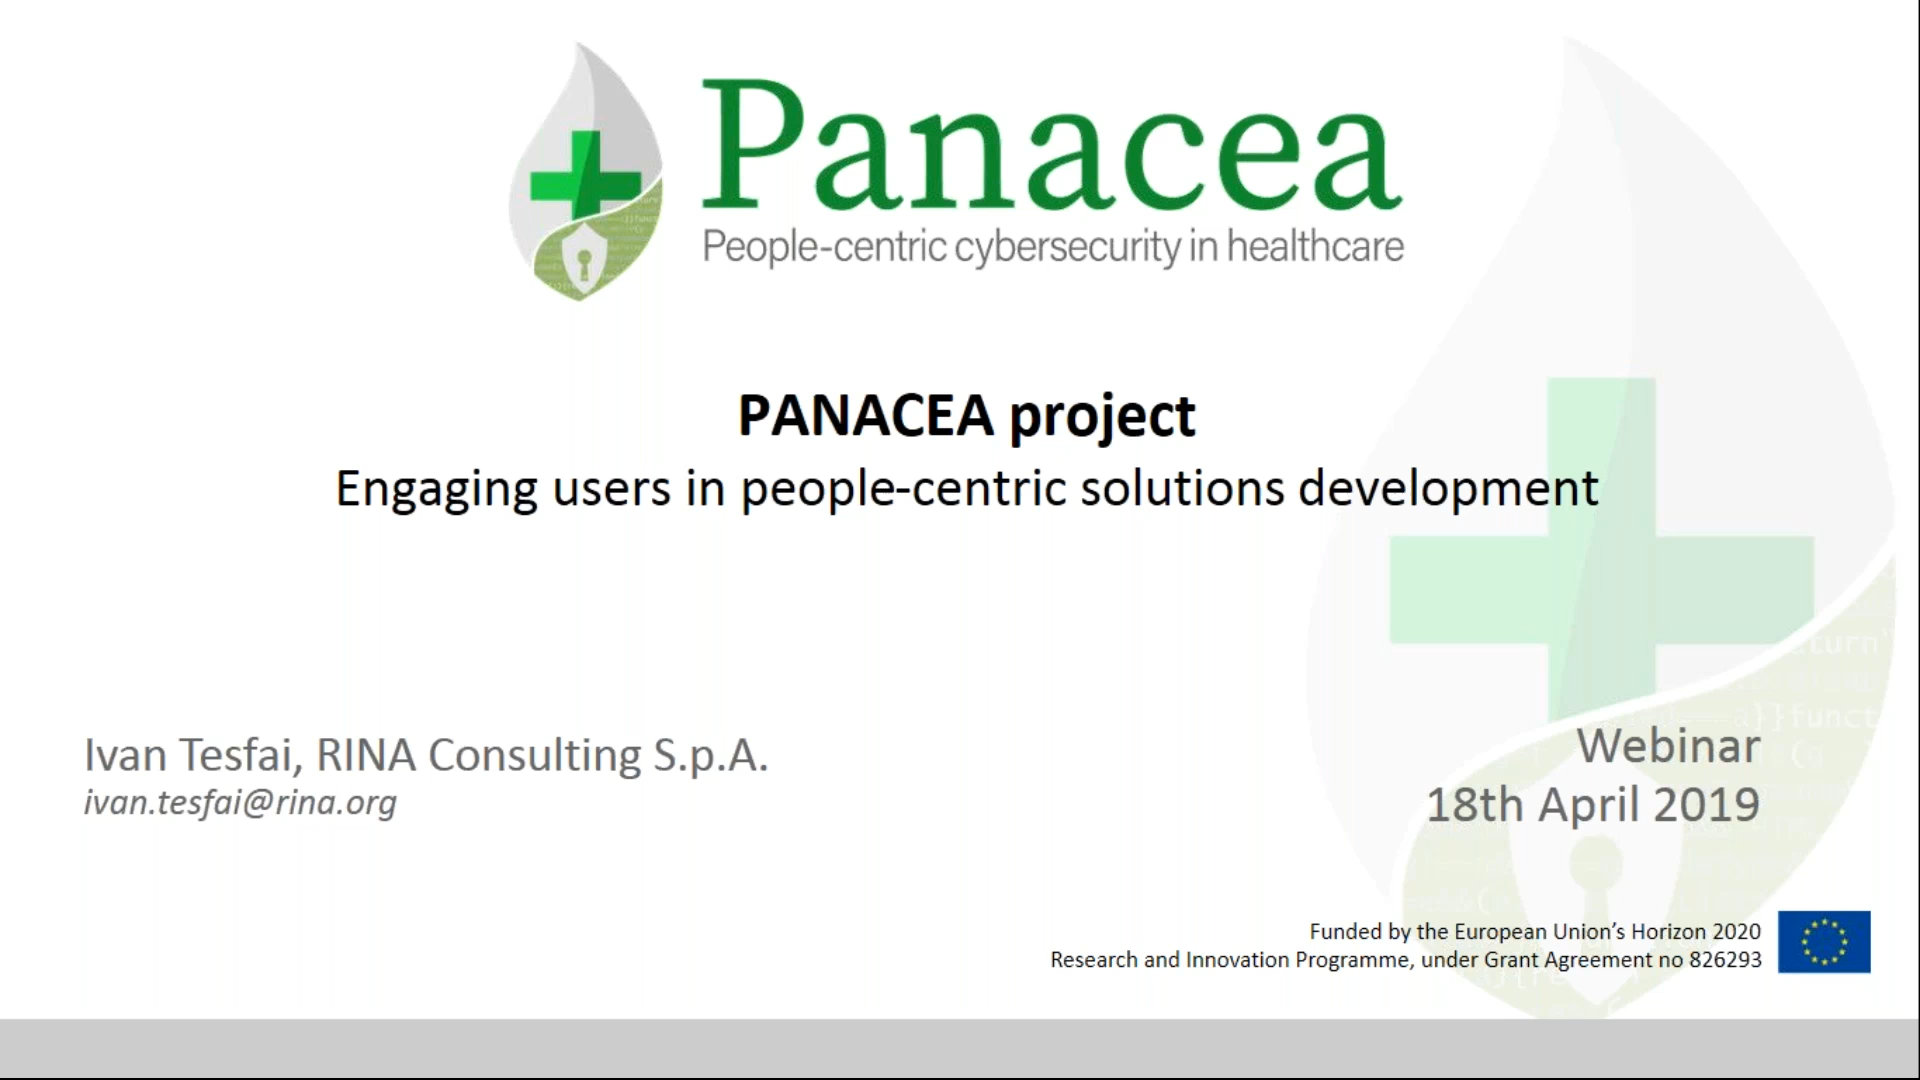 Panacea
People-centric cybersecurity in healthcare
PANACEA project
Engaging users in people-centric solutions development
Ivan Tesfai, RINA Consulting S.p.A.
ivan.tesfai@rina.org
Webinar
18th April 2019
Funded by the European Union’s Horizon 2020
Research and Innovation Programme, under Grant Agreement no 826293